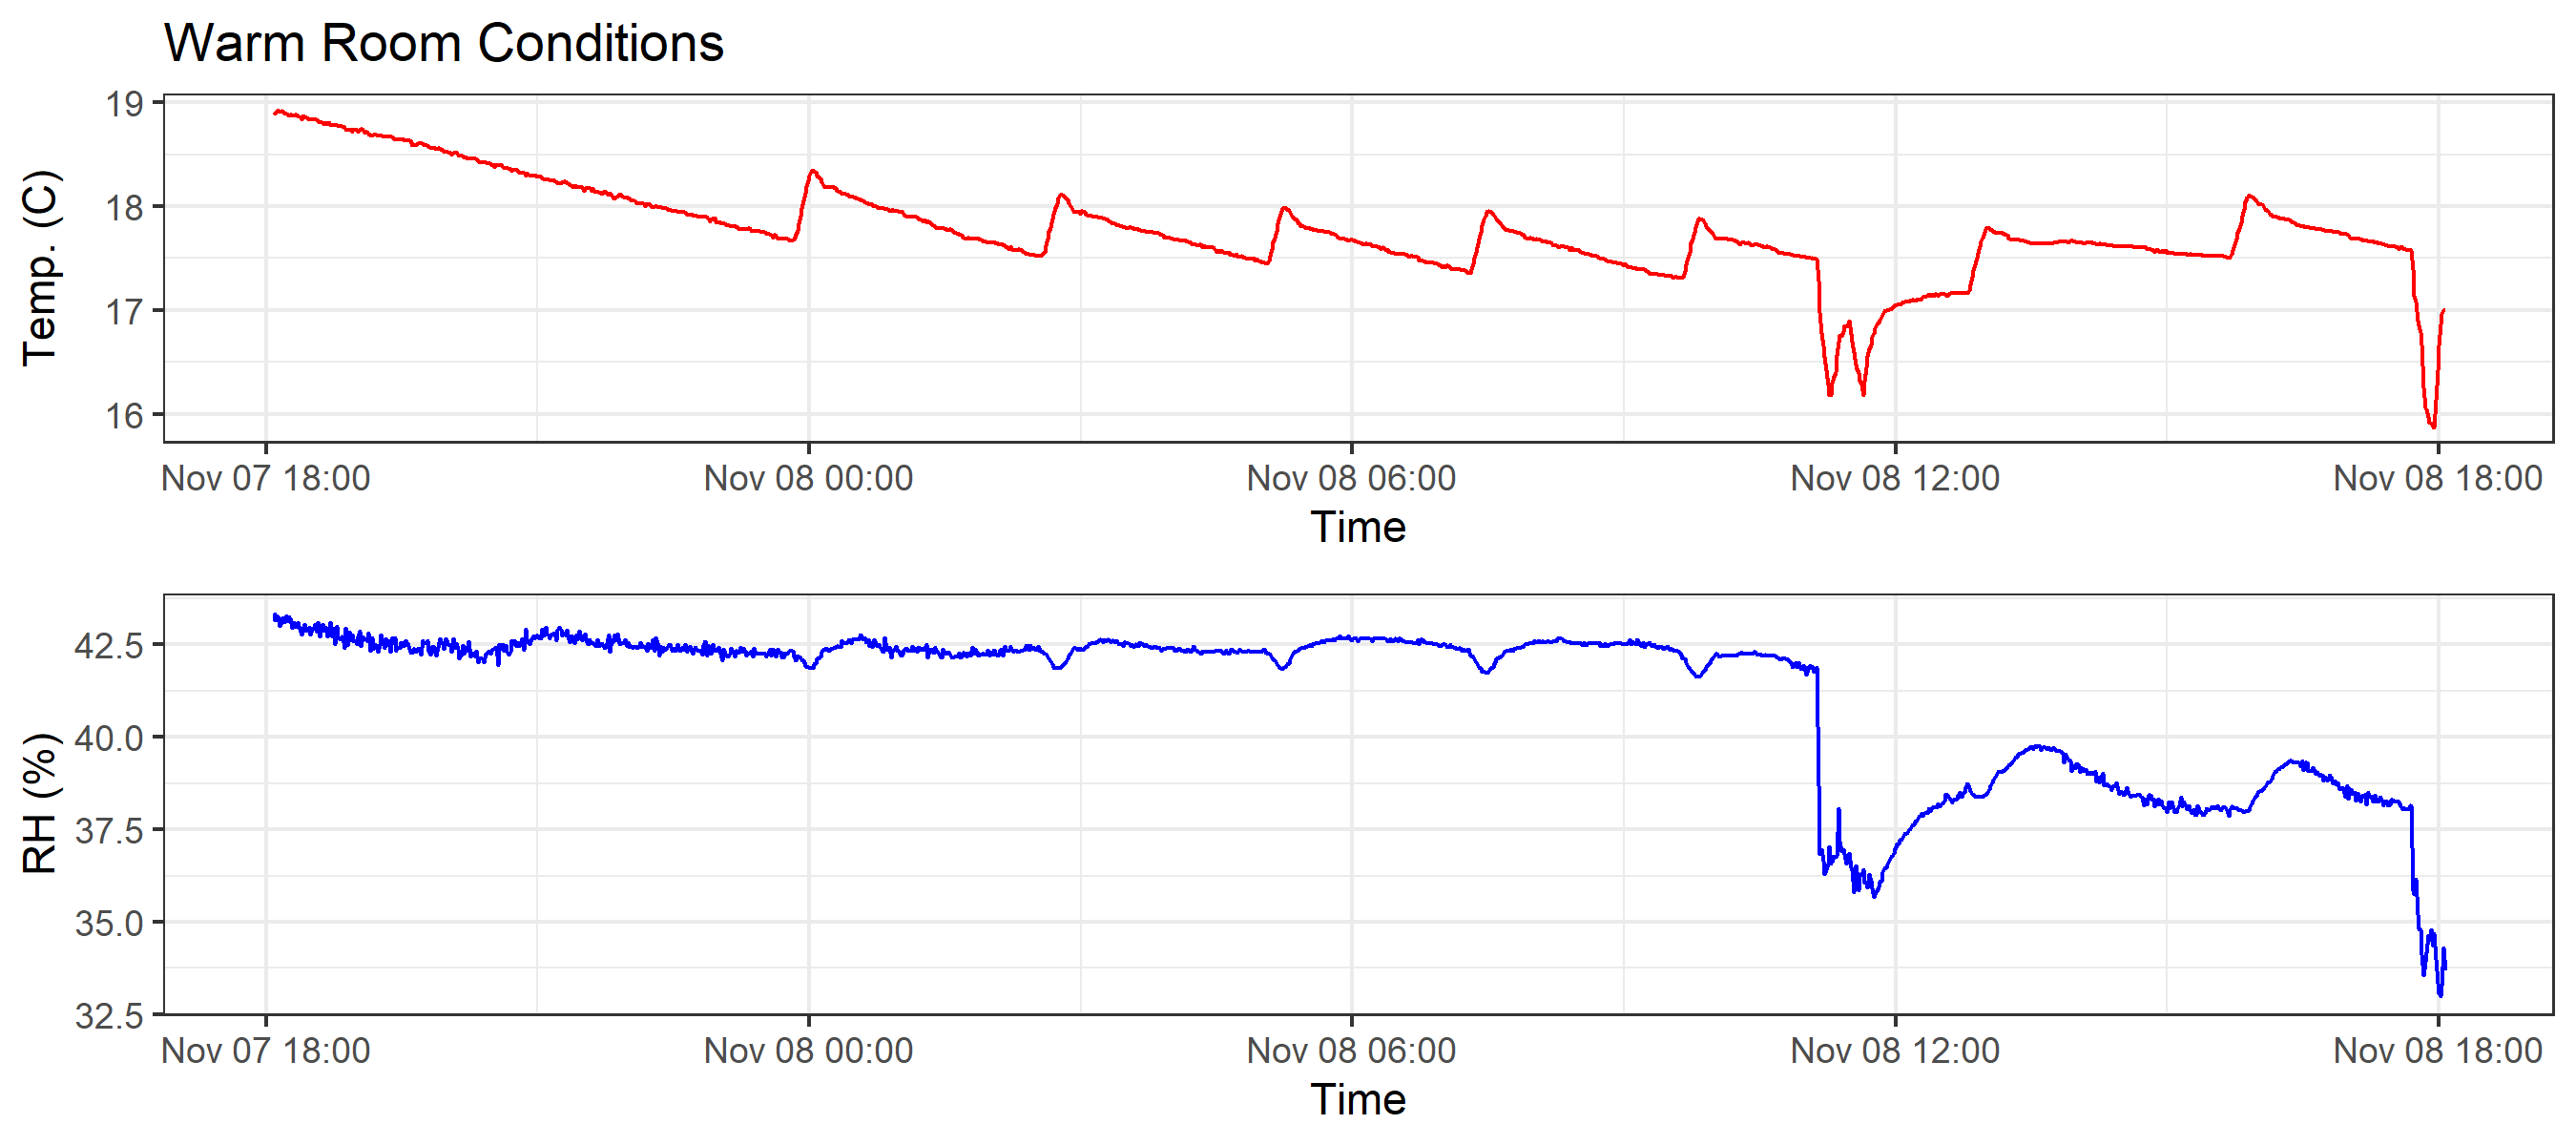 Warm Room Conditions
19
18
17
16
Temp. (C)
Nov 07 18:00 Nov 08 00:00 Nov 08 06:00 Nov 08 12:00 Nov 08 18:00
Time
42.5
40.0
37.5
35.0
32.5
RH (%)
Nov 07 18:00 Nov 08 00:00 Nov 08 06:00 Nov 08 12:00 Nov 08 18:00
Time